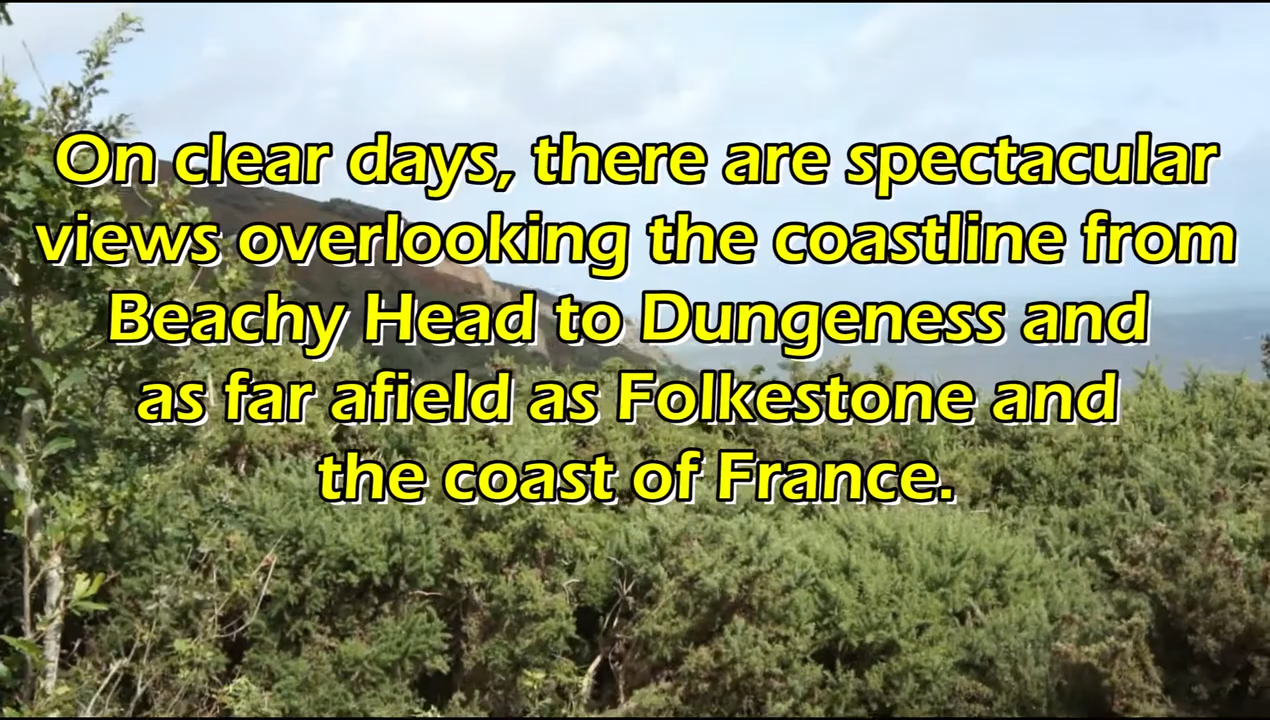 On clear days, there are spectacular
views overlooking the coastline from
Beachy Head to Dungeness and
as far afield as Folkestone and
the coast of France.